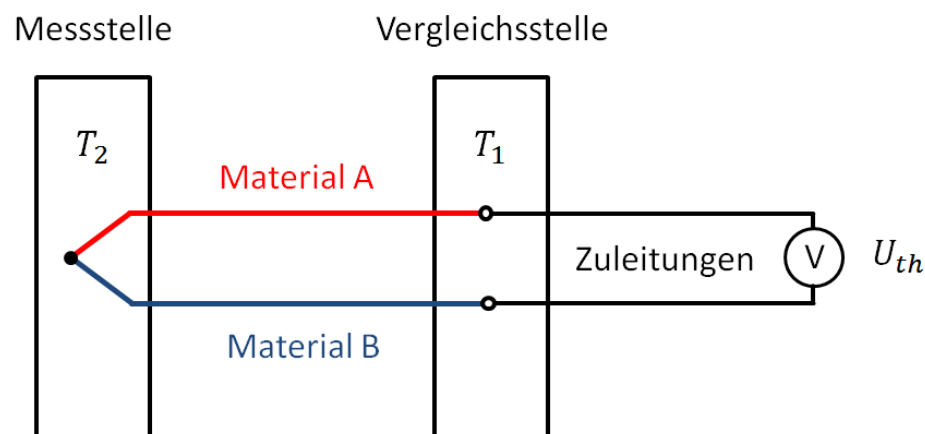 Messstelle
Vergleichsstelle
T₂
T₁
Material A
Zuleitungen
V
Uₜₕ
Material B